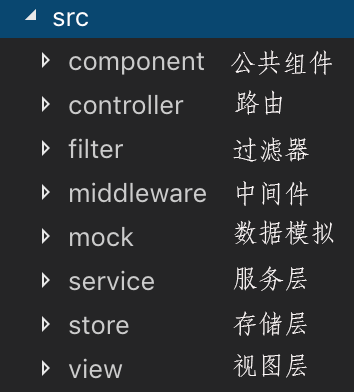 src
component 公共组件
controller 路由
filter 过滤器
middleware 中间件
mock 数据模拟
service 服务层
store 存储层
view 视图层